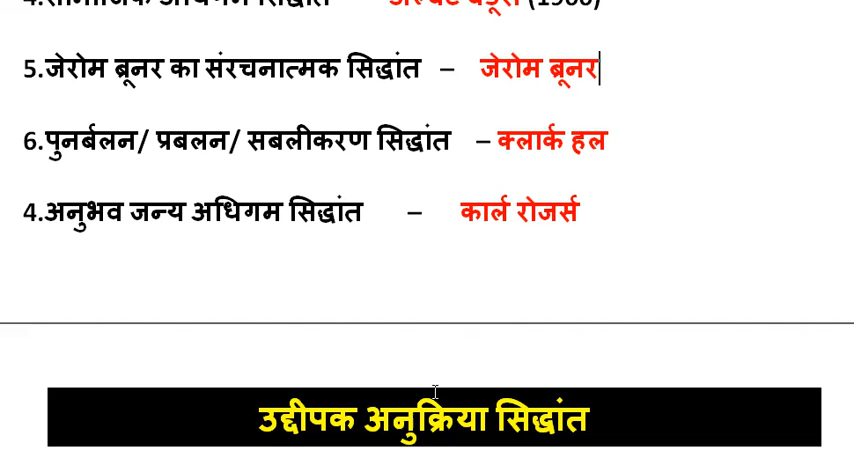 5.जेरोम ब्रूनर का संरचनात्मक सिद्धांत – जेरोम ब्रूनर
6.पुनर्बलन/ प्रबलन/ सबलीकरण सिद्धांत – क्लार्क हल
4.अनुभव जन्य अधिगम सिद्धांत – कार्ल रोजर्स
उद्दीपक अनुक्रिया सिद्धांत